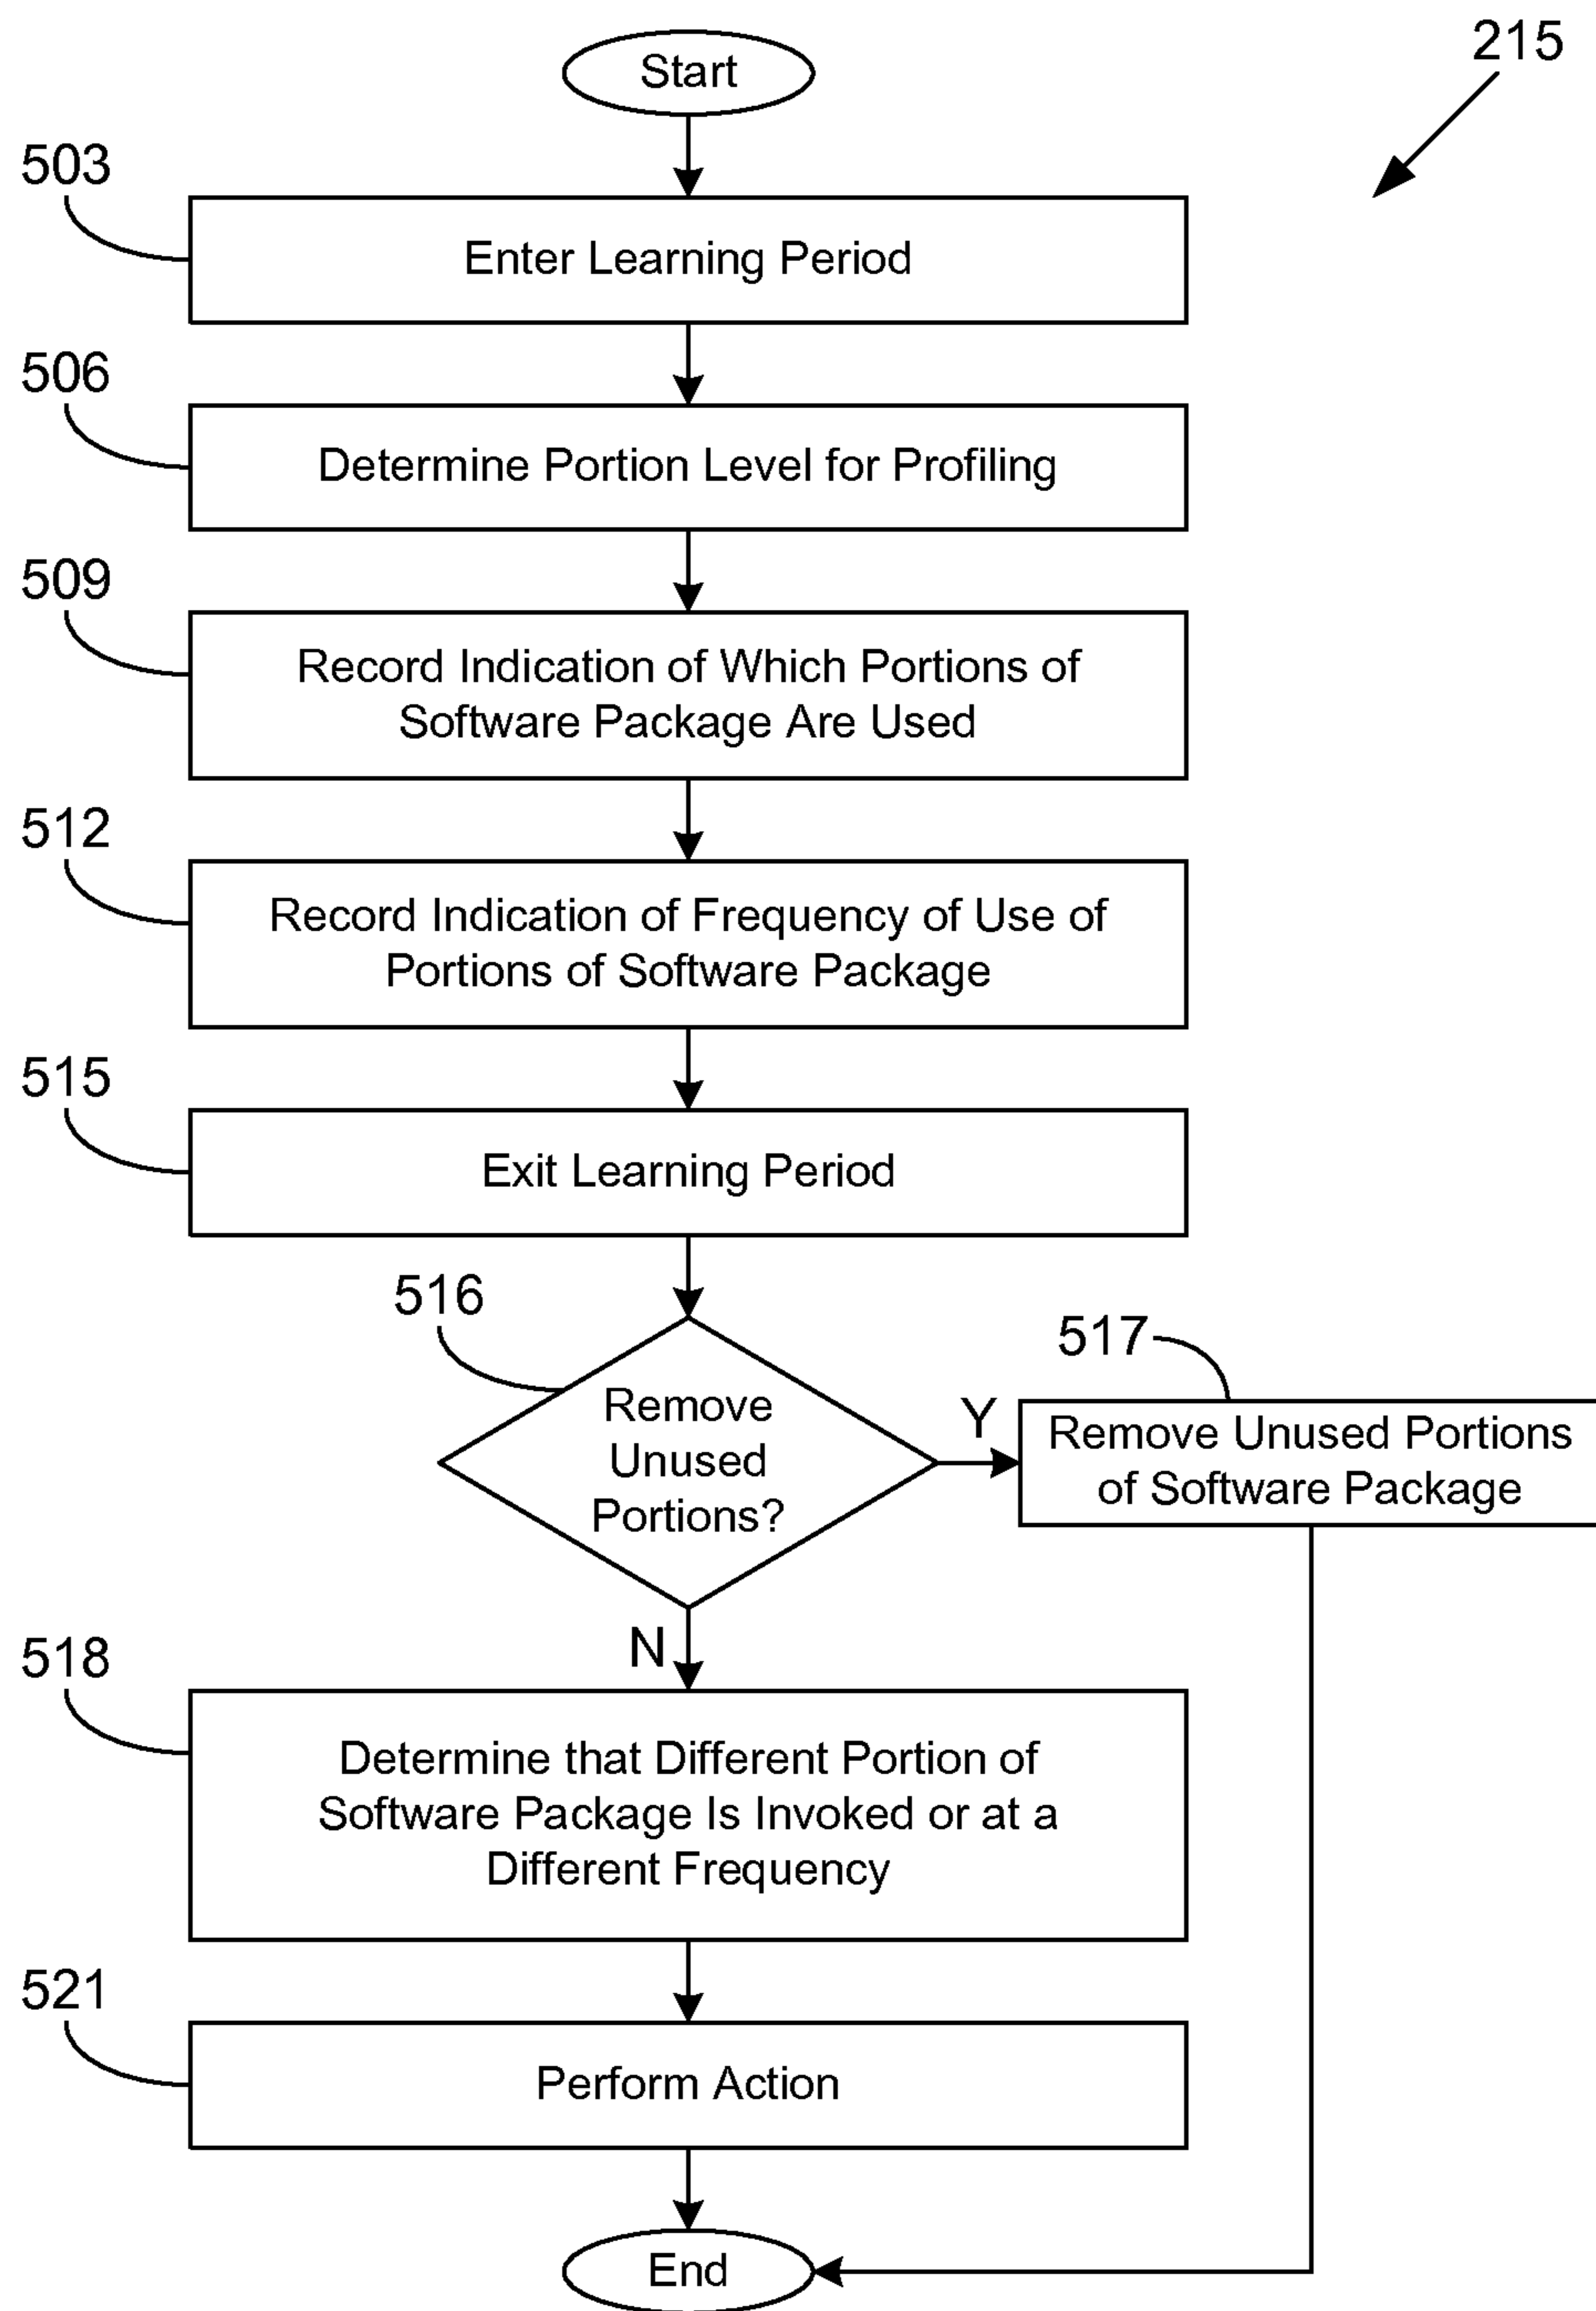 Start
215
503
Enter Learning Period
506
Determine Portion Level for Profiling
509
Record Indication of Which Portions of
Software Package Are Used
512
Record Indication of Frequency of Use of
Portions of Software Package
515
Exit Learning Period
516
Remove
Unused
Portions?
Y
517
Remove Unused Portions
of Software Package
N
518
Determine that Different Portion of
Software Package Is Invoked or at a
Different Frequency
521
Perform Action
End